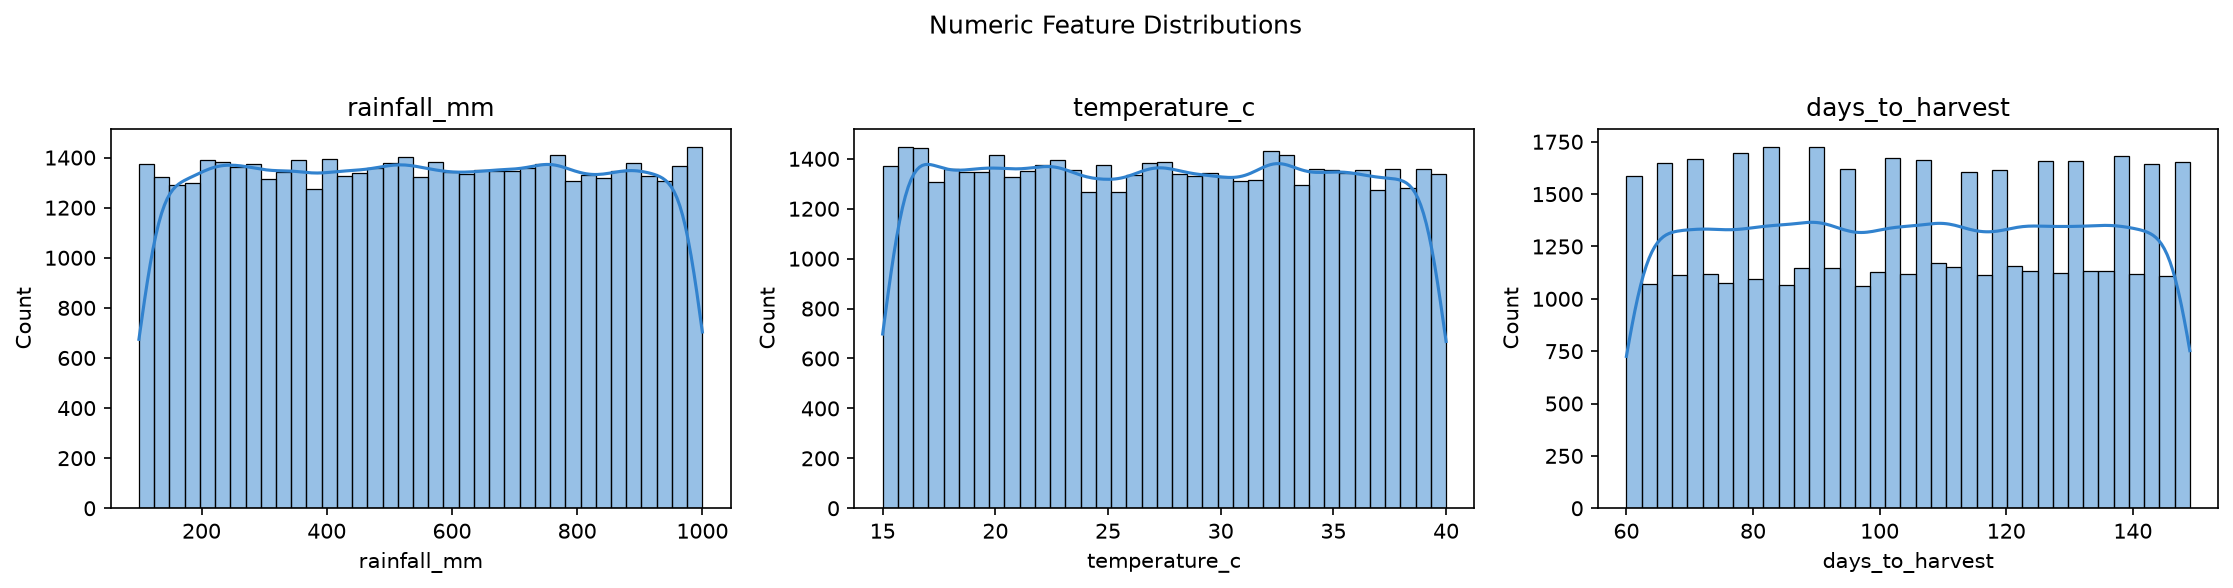 Numeric Feature Distributions
rainfall_mm
Count
0
200
400
600
800
1000
1200
1400
200 400 600 800 1000
rainfall_mm
temperature_c
Count
0
200
400
600
800
1000
1200
1400
15 20 25 30 35 40
temperature_c
days_to_harvest
Count
0
250
500
750
1000
1250
1500
1750
60 80 100 120 140
days_to_harvest